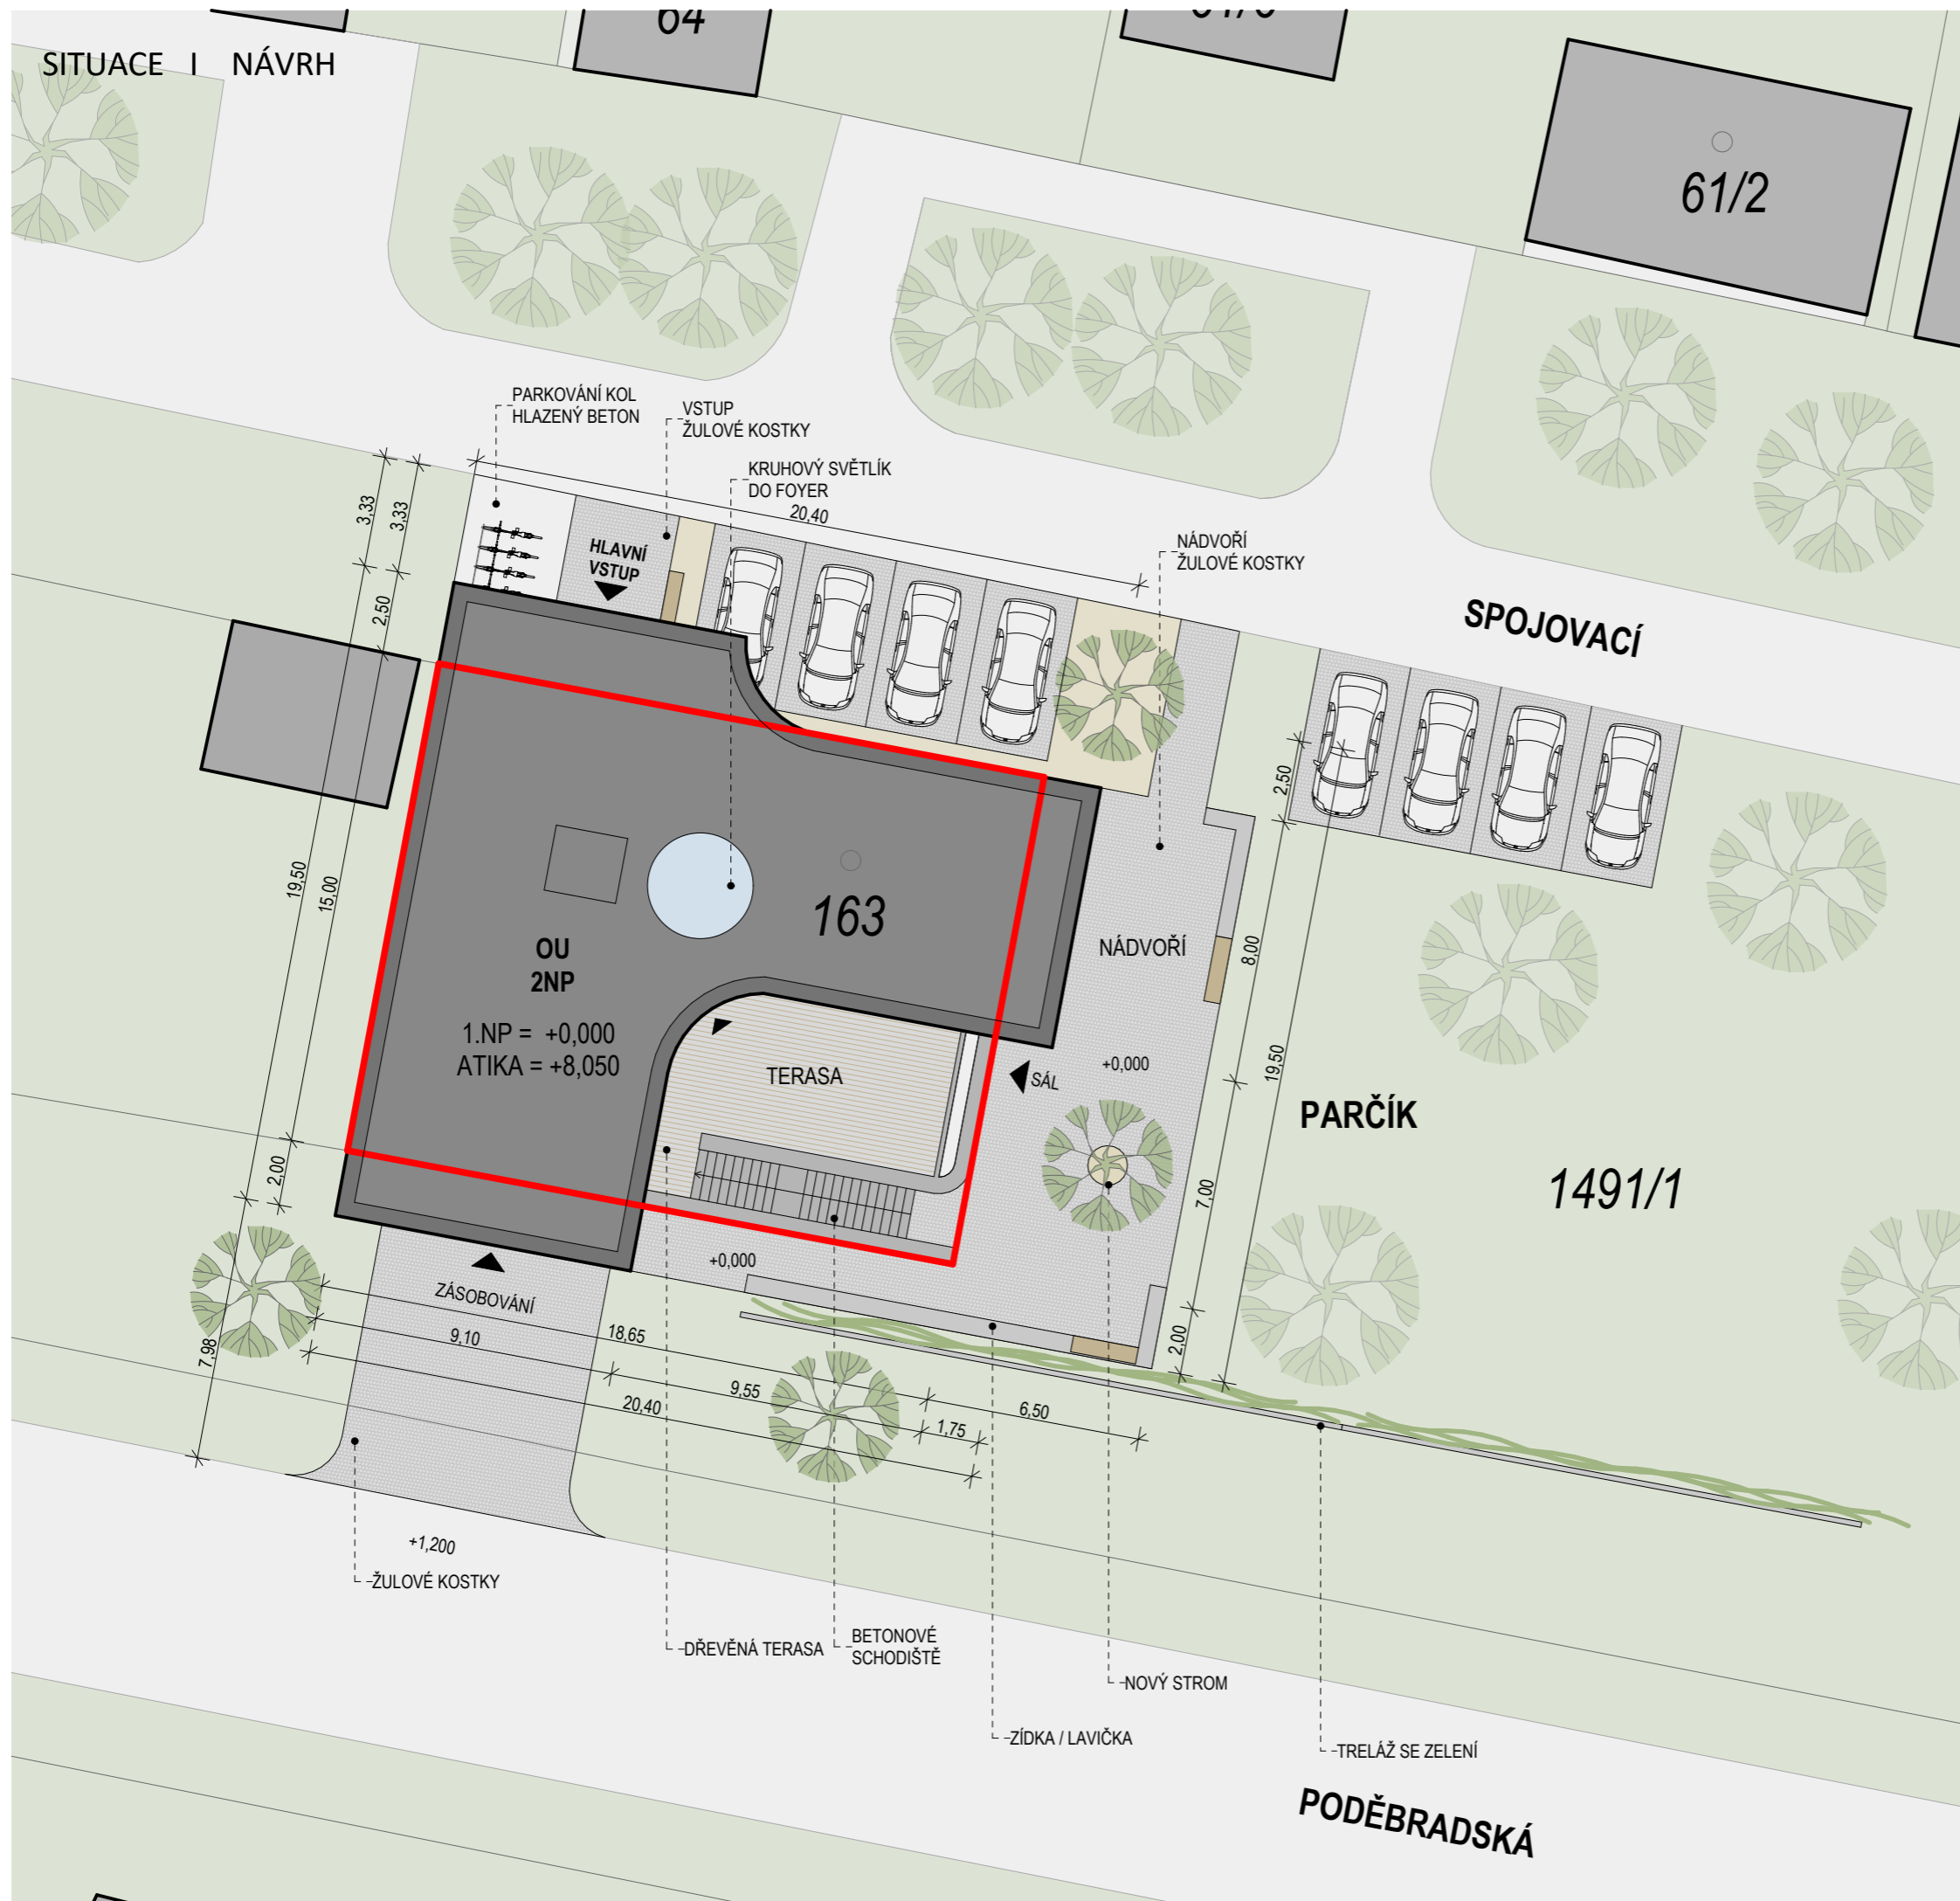 64
SITUACE I NÁVRH
61/2
PARKOVÁNÍ KOL
HLAZENÝ BETON
VSTUP
ŽULOVÉ KOSTKY
KRUHOVÝ SVĚTLÍK
DO FOYER
20,40
3,33
3,33
HLAVNÍ
VSTUP
NÁDVOŘÍ
ŽULOVÉ KOSTKY
SPOJOVACÍ
2,50
2,50
19,50
15,00
163
OU
2NP
NÁDVOŘÍ
8,00
1.NP = +0,000
ATIKA = +8,050
TERASA
SÁL
+0,000
19,50
PARČÍK
1491/1
2,00
7,00
+0,000
ZÁSOBOVÁNÍ
7,98
9,10
18,65
2,00
9,55
20,40
1,75
6,50
+1,200
ŽULOVÉ KOSTKY
DŘEVĚNÁ TERASA
BETONOVÉ
SCHODIŠTĚ
NOVÝ STROM
ZÍDKA / LAVIČKA
TRELÁŽ SE ZELENÍ
PODĚBRADSKÁ